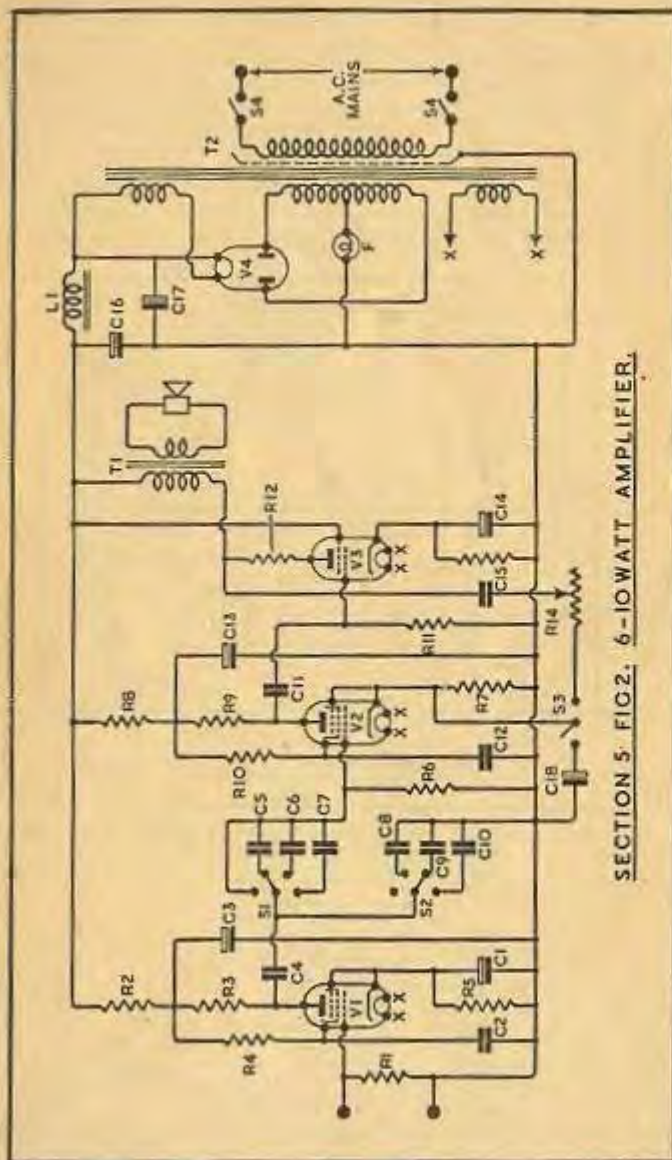 R2
R8
L1
C16
C17
T1
T2
S4
A.C.
MAINS
S4
V4
F
X
X
R3
R4
C3
C4
S1
C5
C6
C7
S2
C8
C9
C10
R9
R10
C11
C13
R12
V1
X X
V2
X X
V3
X X
R1
C2
R5
C1
R6
C12
R7
R11
C15
C14
C18
S3
R14
SECTION 5· FIG 2. 6-10 WATT AMPLIFIER.